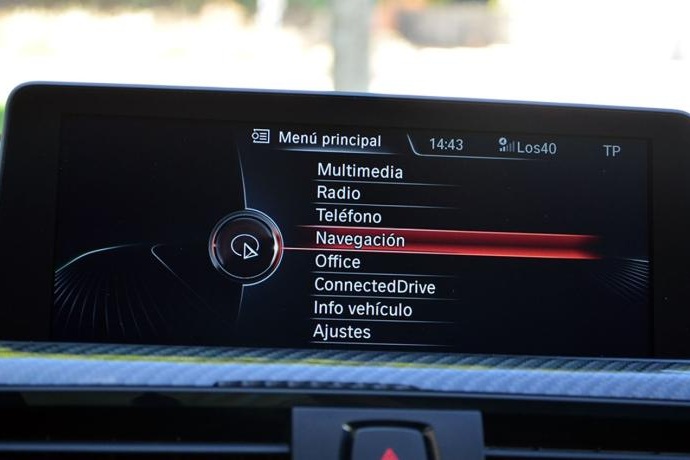 Menú principal 14:43 Los40 TP
Multimedia
Radio
Teléfono
Navegación
Office
ConnectedDrive
Info vehículo
Ajustes